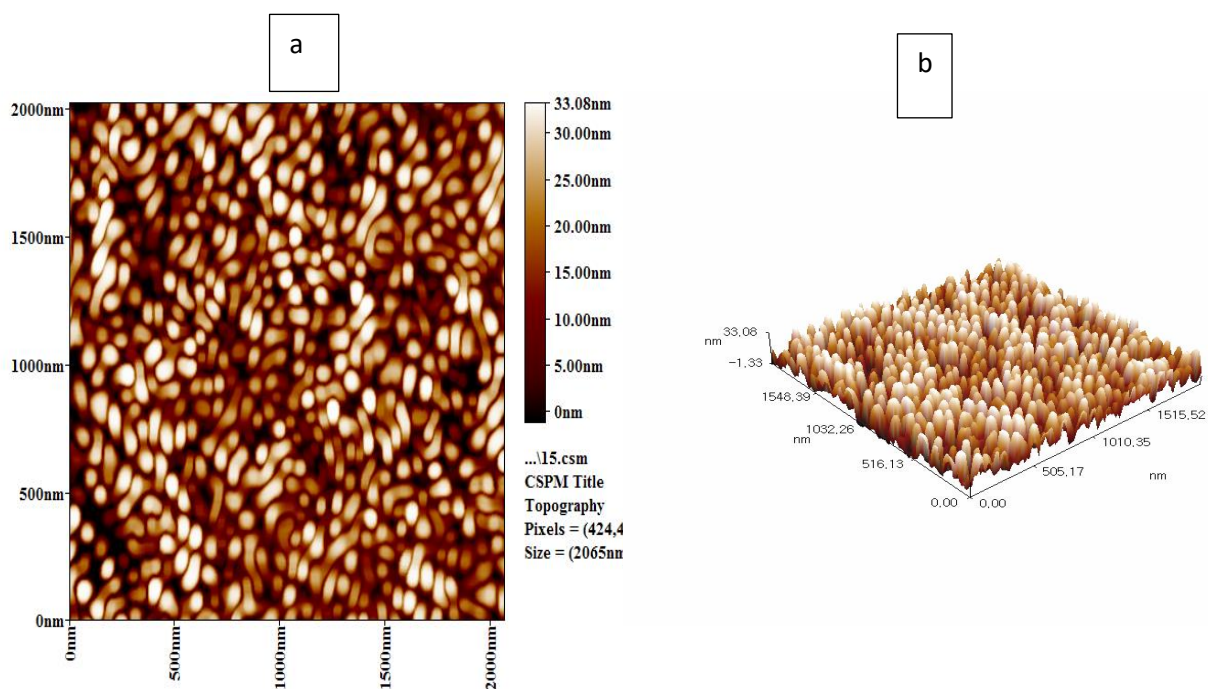 a
2000nm
1500nm
1000nm
500nm
0nm
0nm
500nm
1000nm
1500nm
2000nm
33.08nm
30.00nm
25.00nm
20.00nm
15.00nm
10.00nm
5.00nm
0nm
...\15.csm
CSPM Title
Topography
Pixels = (424,4
Size = (2065nm
b
33,08
nm
-1,33
1548,39
1032,26
nm
516,13
0,00
0,00
505,17
1010,35
nm
1515,52